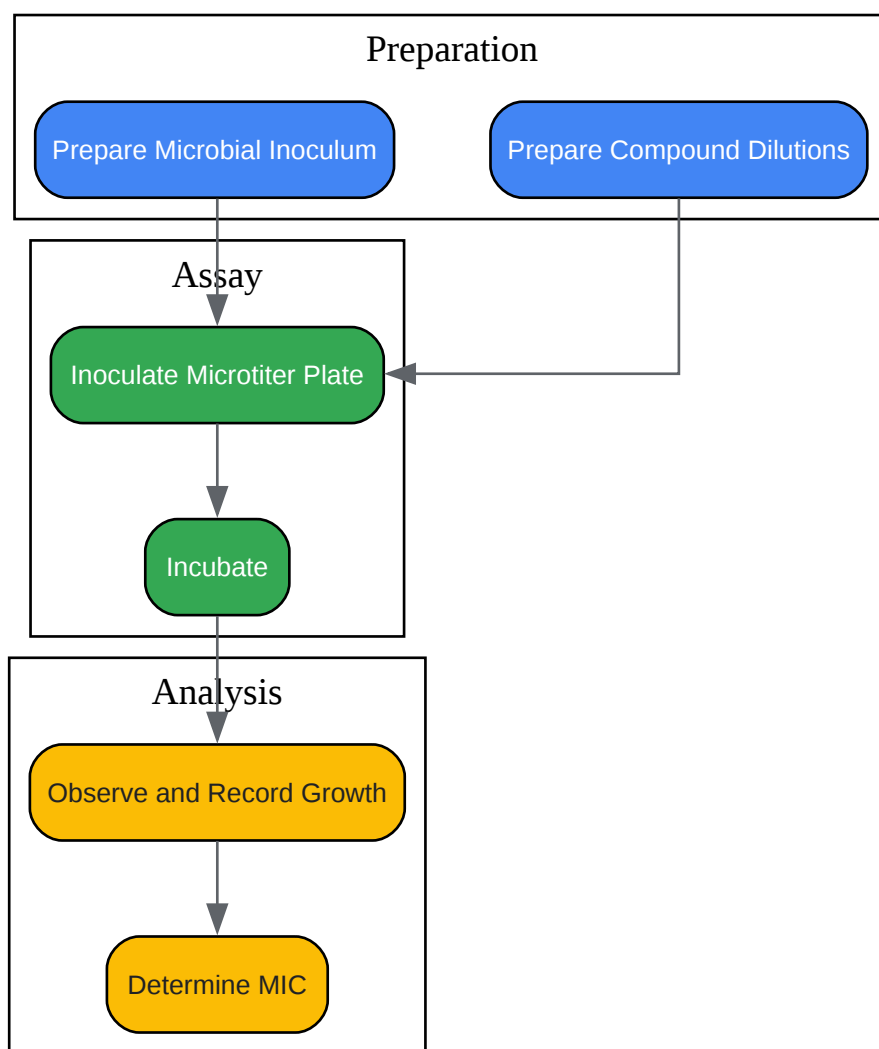 Preparation
Prepare Microbial Inoculum
Prepare Compound Dilutions
Assay
Inoculate Microtiter Plate
Incubate
Analysis
Observe and Record Growth
Determine MIC